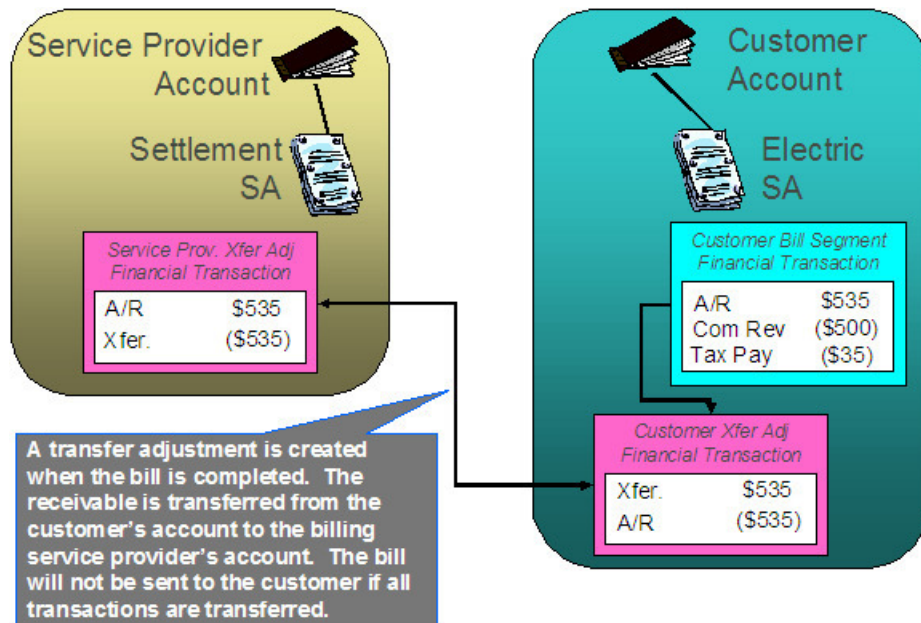 Service Provider
Account
Settlement
SA
Service Prov. Xfer Adj
Financial Transaction
A/R $535
Xfer. ($535)
Customer
Account
Electric
SA
Customer Bill Segment
Financial Transaction
A/R $535
Com Rev ($500)
Tax Pay ($35)
Customer Xfer Adj
Financial Transaction
Xfer. $535
A/R ($535)
A transfer adjustment is created
when the bill is completed. The
receivable is transferred from the
customer's account to the billing
service provider's account. The bill
will not be sent to the customer if all
transactions are transferred.